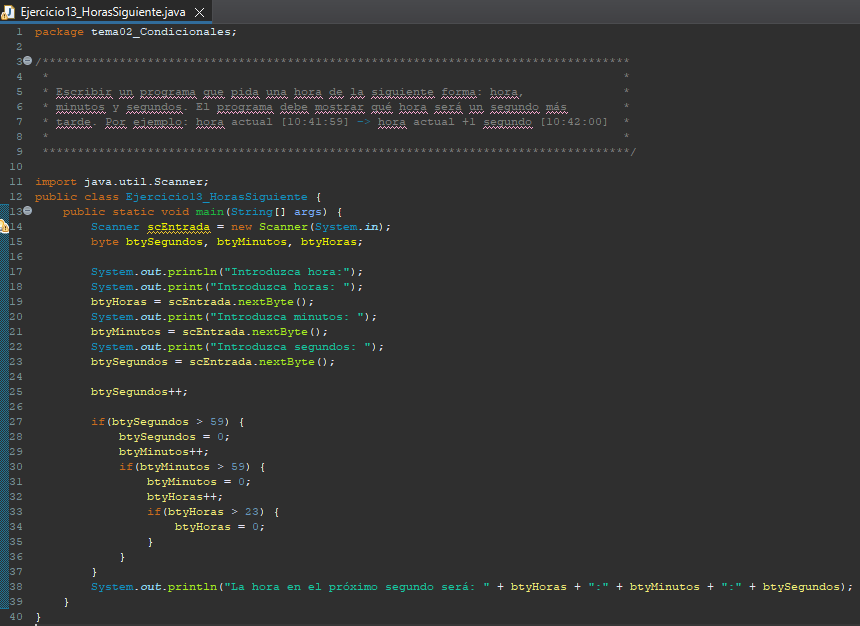 Ejercicio13_HorasSiguiente.java
1 package tema02_Condicionales;
2
3 /************************************************************************************
4 * *
5 * Escribir un programa que pida una hora de la siguiente forma: hora,
6 * minutos y segundos. El programa debe mostrar qué hora será un segundo más *
7 * tarde. Por ejemplo: hora actual [10:41:59] -> hora actual +1 segundo [10:42:00] *
8 * *
9 ************************************************************************************/
10
11 import java.util.Scanner;
12 public class Ejercicio13_HorasSiguiente {
13 public static void main(String[] args) {
14 Scanner scEntrada = new Scanner(System.in);
15 byte btySegundos, btyMinutos, btyHoras;
16
17 System.out.println("Introduzca hora:");
18 System.out.print("Introduzca horas: ");
19 btyHoras = scEntrada.nextByte();
20 System.out.print("Introduzca minutos: ");
21 btyMinutos = scEntrada.nextByte();
22 System.out.print("Introduzca segundos: ");
23 btySegundos = scEntrada.nextByte();
24
25 btySegundos++;
26
27 if(btySegundos > 59) {
28 btySegundos = 0;
29 btyMinutos++;
30 if(btyMinutos > 59) {
31 btyMinutos = 0;
32 btyHoras++;
33 if(btyHoras > 23) {
34 btyHoras = 0;
35 }
36 }
37 }
38 System.out.println("La hora en el próximo segundo será: " + btyHoras + ":" + btyMinutos + ":" + btySegundos);
39 }
40 }